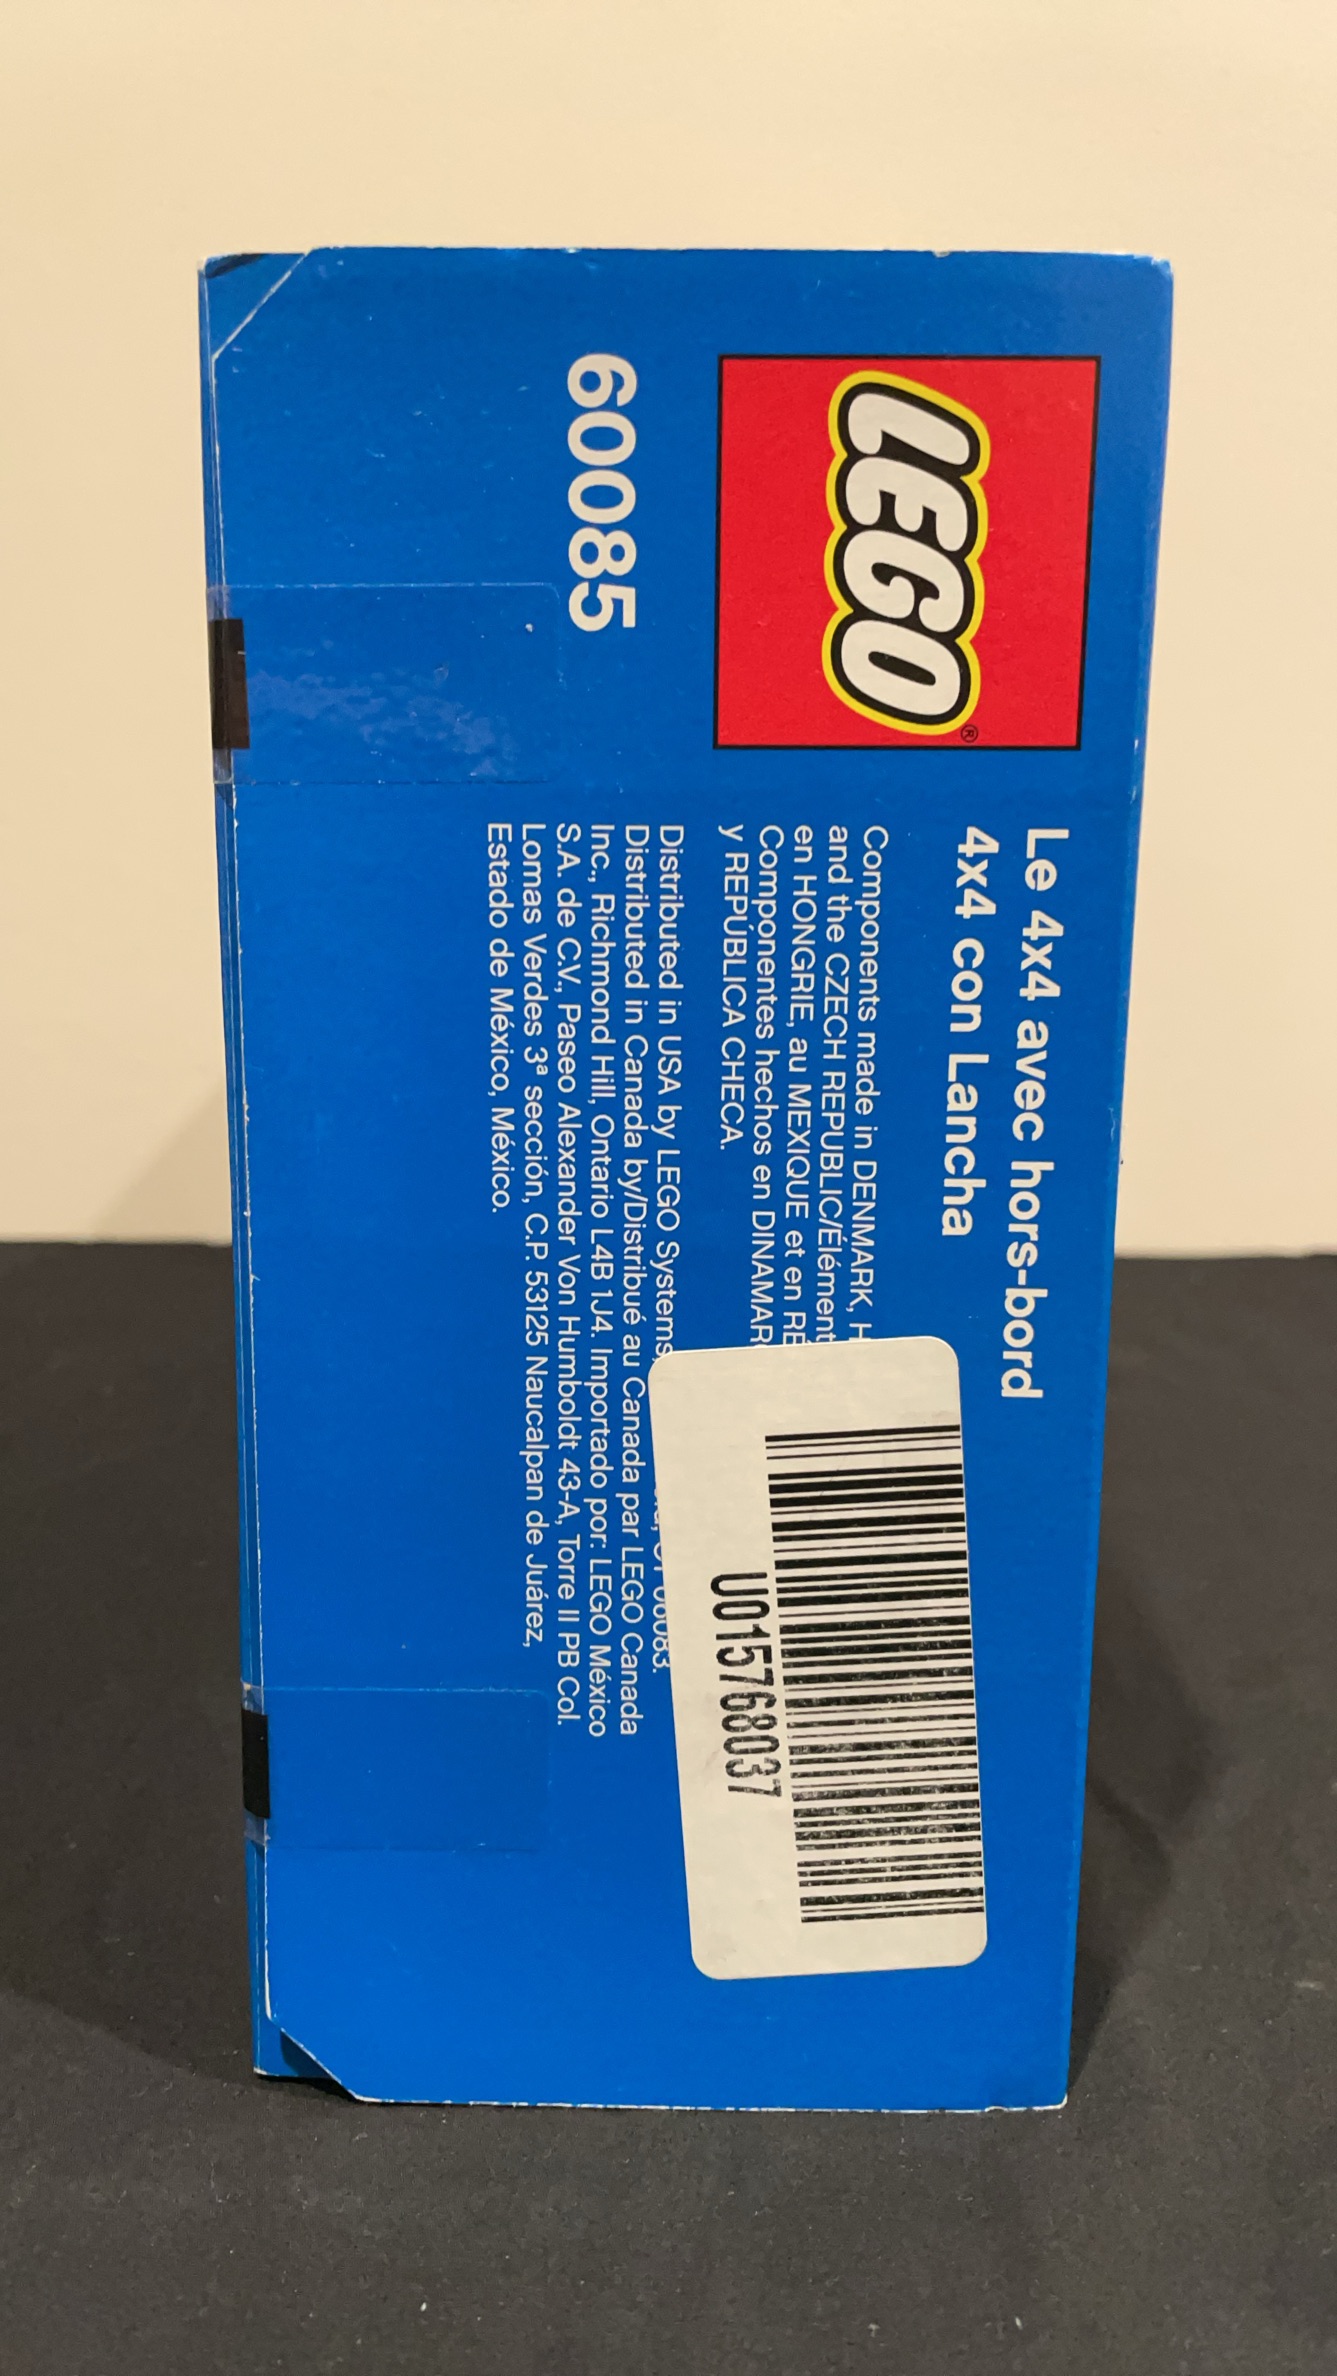 LEGO®
60085
Le 4x4 avec hors-bord
4x4 con Lancha
Components made in DENMARK,
and the CZECH REPUBLIC/Élément
en HONGRIE, au MEXIQUE et en
Componentes hechos en
y REPÚBLICA CHECA.
Distributed in USA by LEGO Systems,
Distributed in Canada by/Distribué au Canada par LEGO Canada
Inc., Richmond Hill, Ontario L4B 1J4. Importado por: LEGO México
S.A. de C.V., Paseo Alexander Von Humboldt 43-A, Torre II PB Col.
Lomas Verdes 3ª sección, C.P. 53125 Naucalpan de Juárez,
Estado de México, México.
U015768037